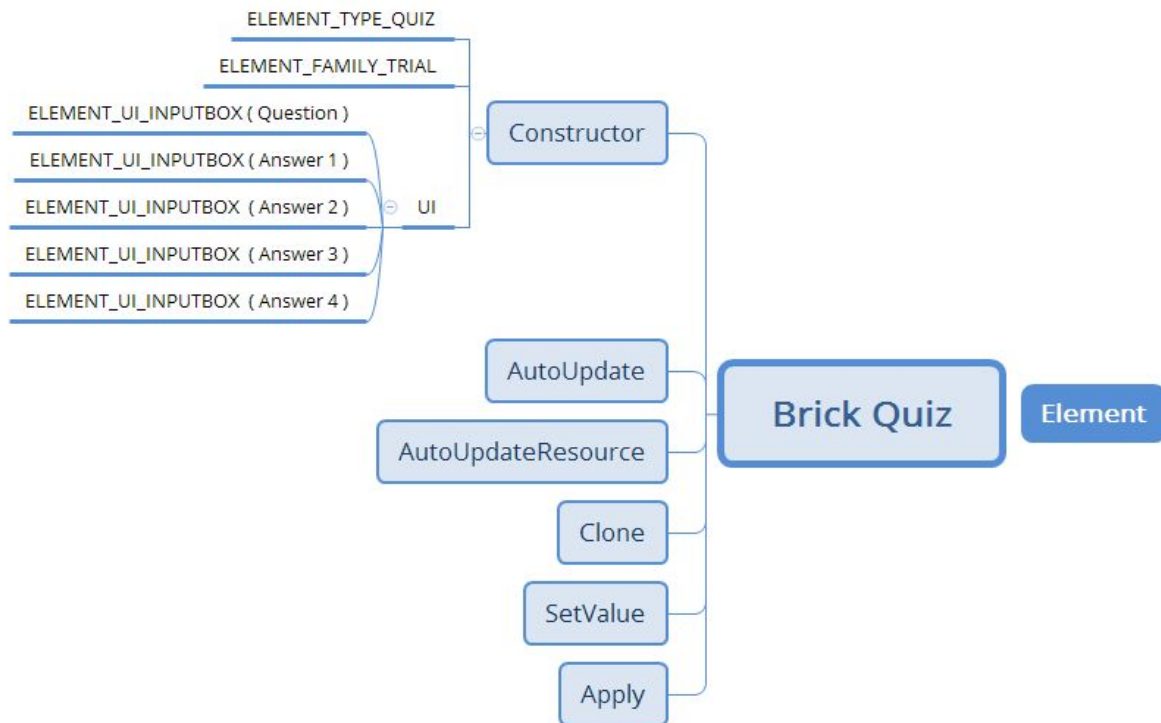 ELEMENT_TYPE_QUIZ
ELEMENT_FAMILY_TRIAL
ELEMENT_UI_INPUTBOX ( Question )
ELEMENT_UI_INPUTBOX ( Answer 1 )
ELEMENT_UI_INPUTBOX ( Answer 2 )
ELEMENT_UI_INPUTBOX ( Answer 3 )
ELEMENT_UI_INPUTBOX ( Answer 4 )
UI
Constructor
AutoUpdate
AutoUpdateResource
Clone
SetValue
Apply
Brick Quiz
Element